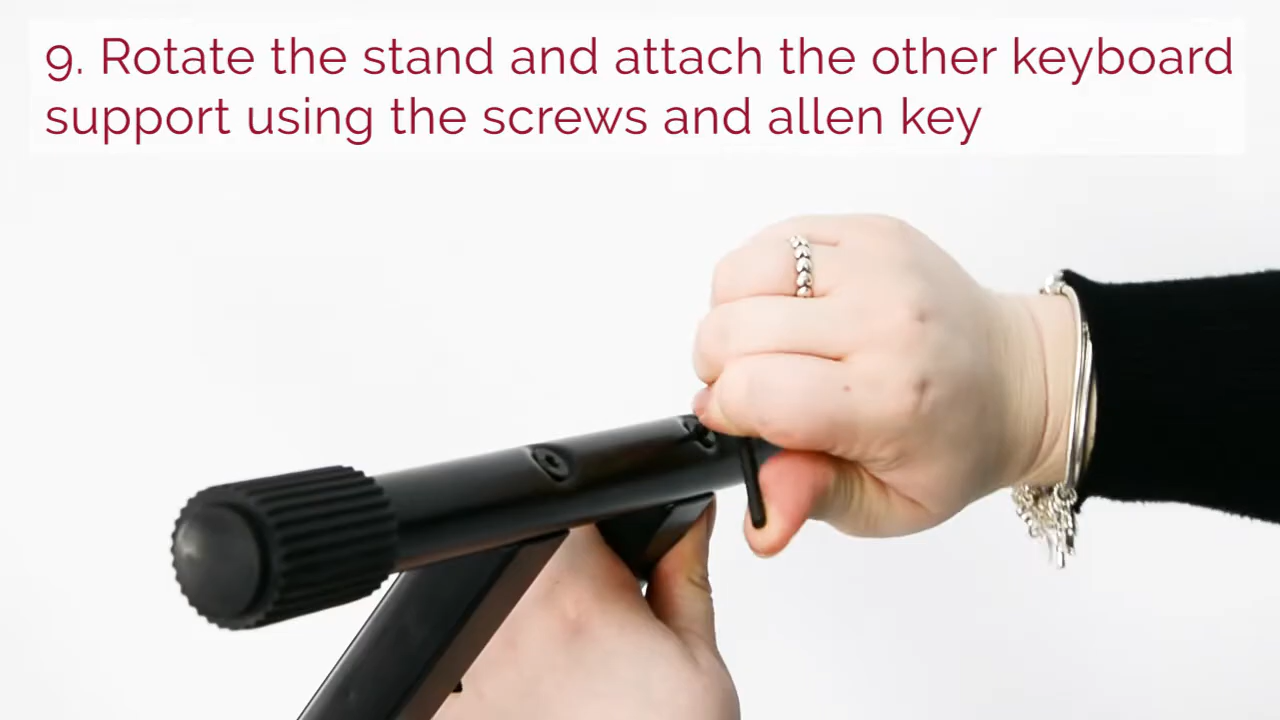 9. Rotate the stand and attach the other keyboard
support using the screws and allen key